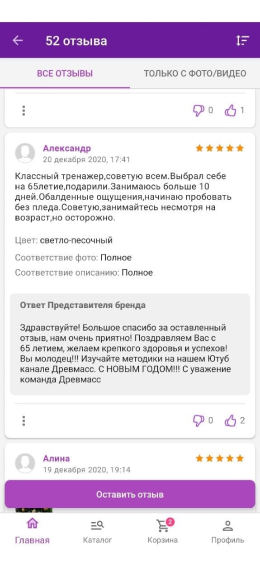 52 отзыва
ВСЕ ОТЗЫВЫ ТОЛЬКО С ФОТО/ВИДЕО
0 1
Александр
20 декабря 2020, 17:41
Классный тренажер,советую всем.Выбрал себе
на 65летие,подарили.Занимаюсь больше 10
дней.Обалденные ощущения,начинаю пробовать
без пледа.Советую,занимайтесь несмотря на
возраст,но осторожно.
Цвет: светло-песочный
Соответствие фото: Полное
Соответствие описанию: Полное
Ответ Представителя бренда
Здравствуйте! Большое спасибо за оставленный
отзыв, нам очень приятно! Поздравляем Вас с
65 летием, желаем крепкого здоровья и успехов!
Вы молодец!!! Изучайте методики на нашем Ютуб
канале Древмасс. С НОВЫМ ГОДОМ!!! С уважение
команда Древмасс
0 2
Алина
19 декабря 2020, 19:14
Оставить отзыв
2
Главная Каталог Корзина Профиль